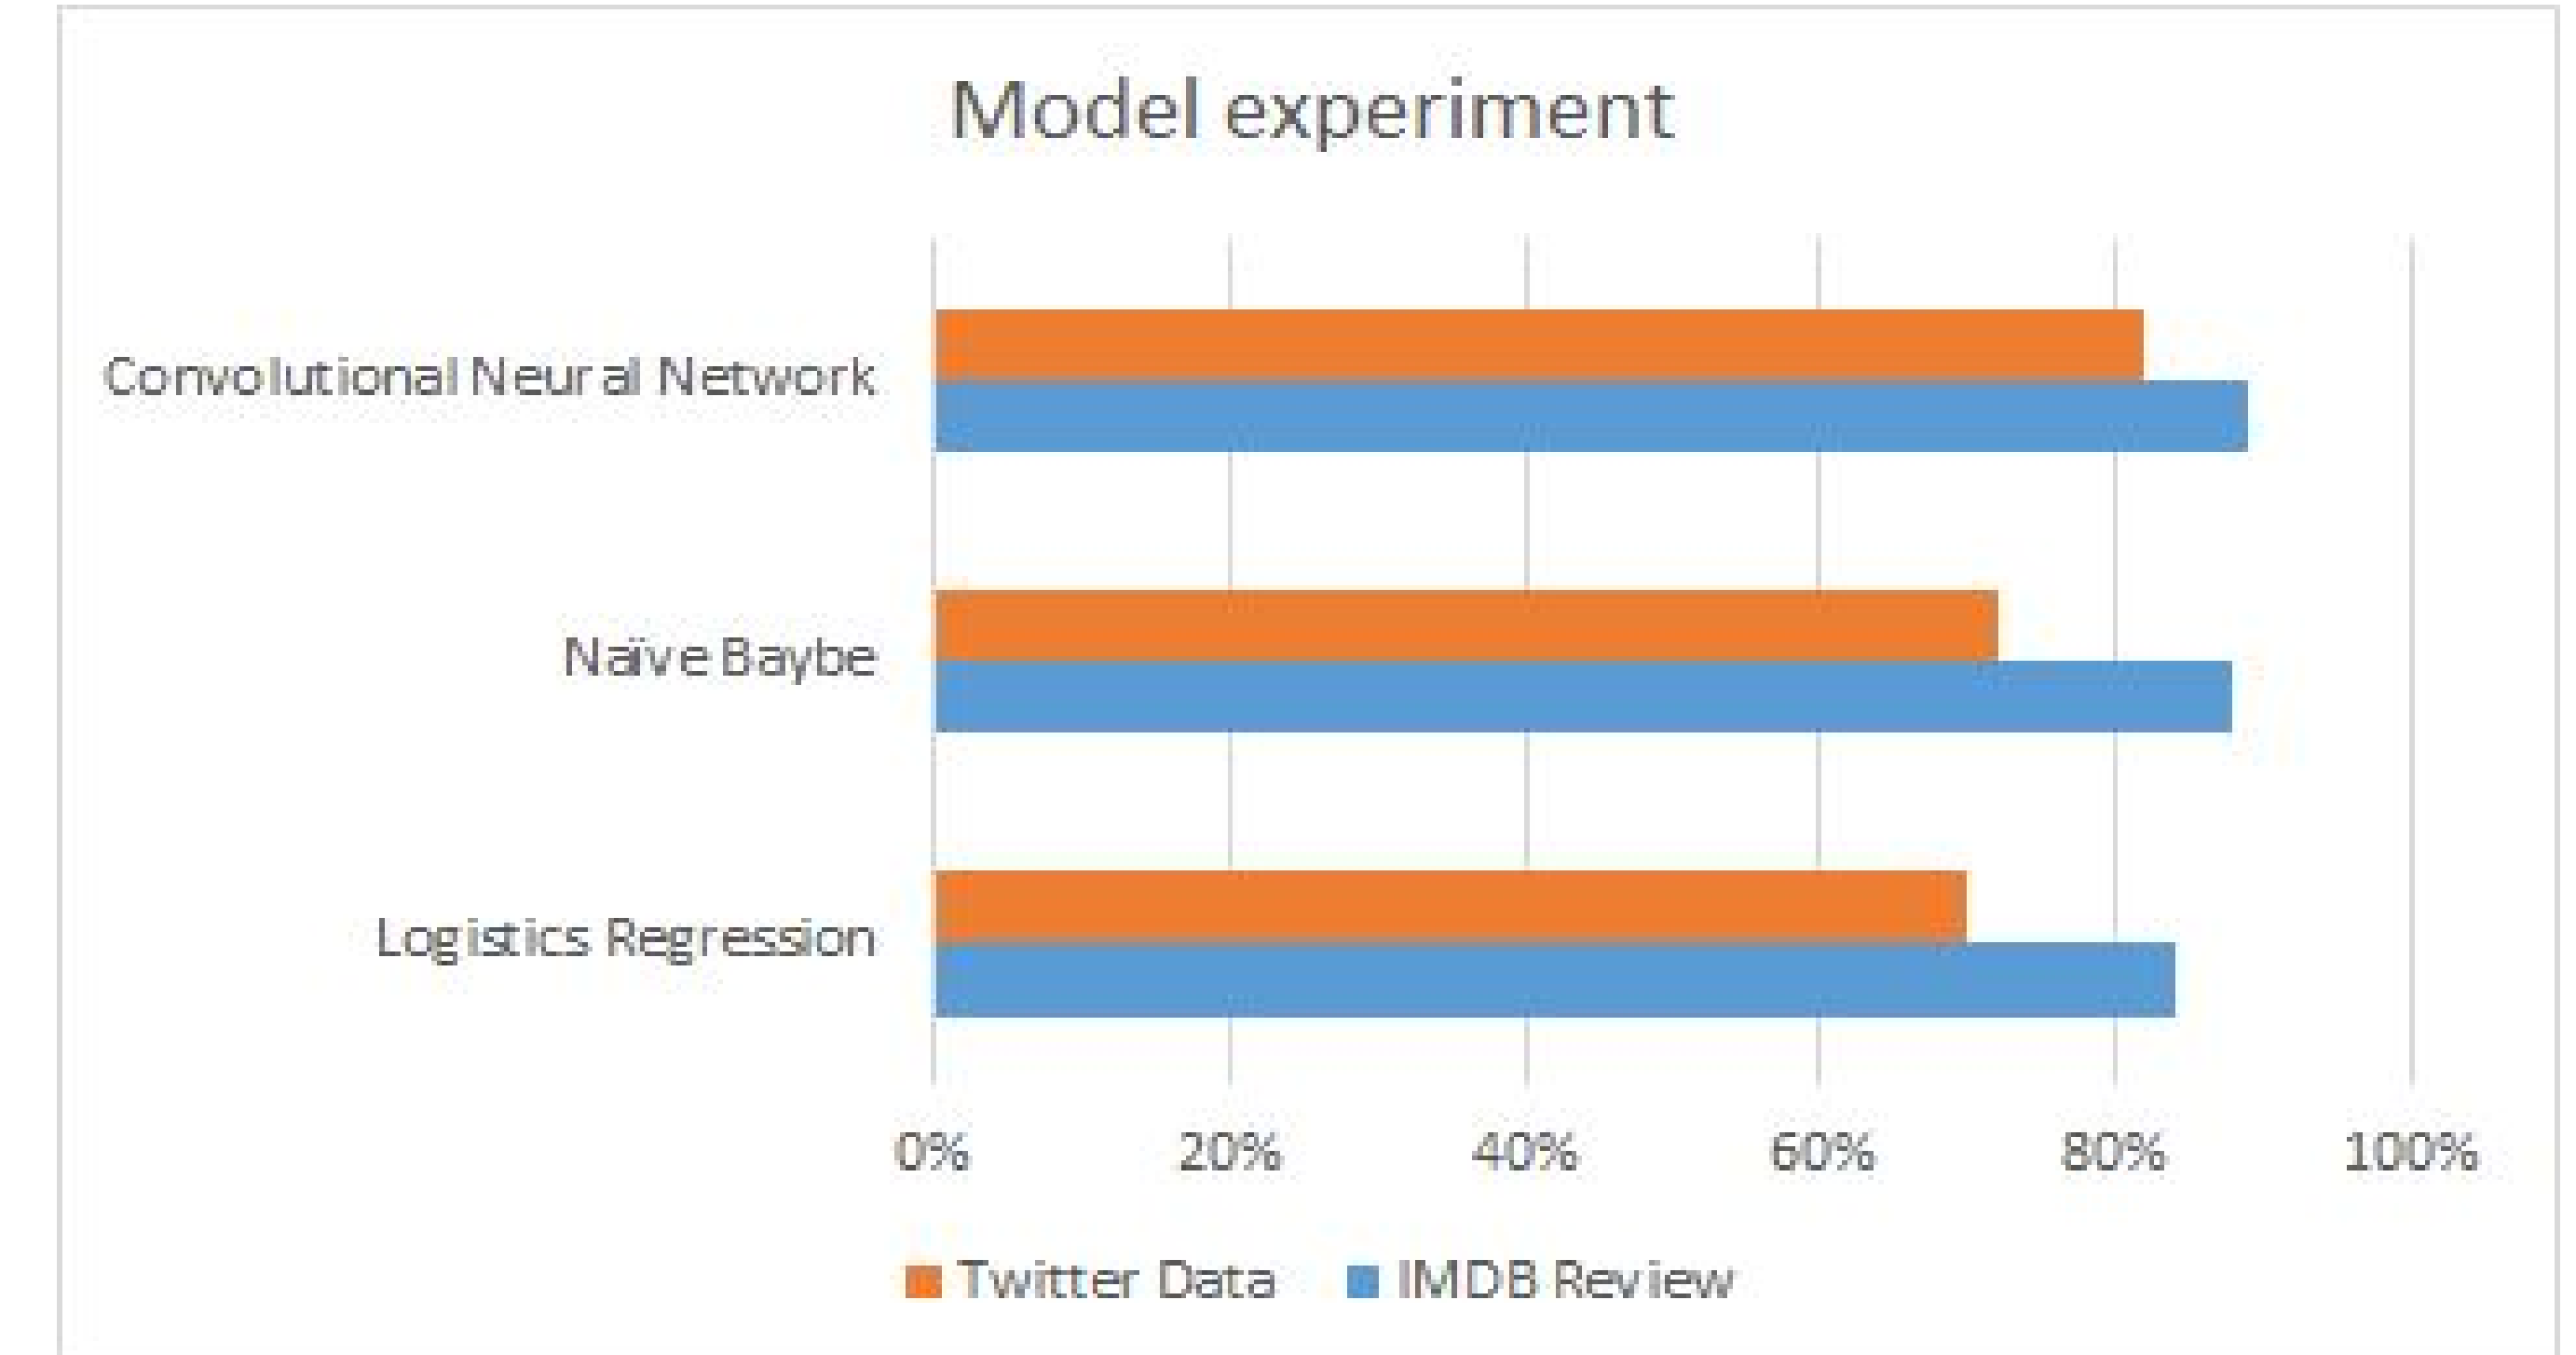 Model experiment
Convolutional Neural Network
Naïve Baybe
Logistics Regression
0% 20% 40% 60% 80% 100%
Twitter Data IMDB Review